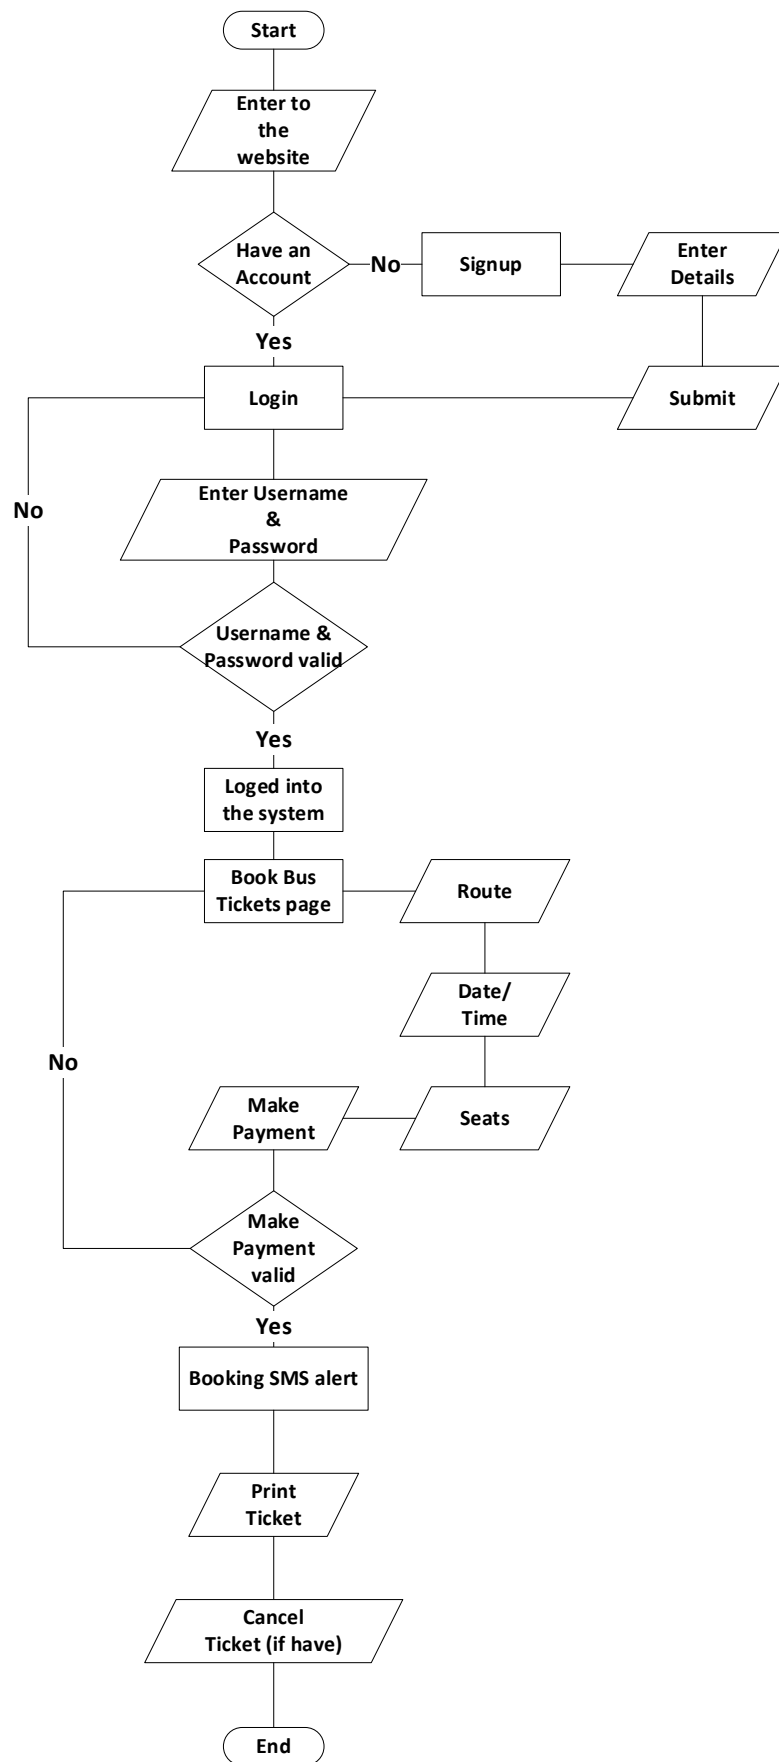 Start
Enter to
the
website
Have an
Account
No
Signup
Enter
Details
Yes
Login
Submit
No
Enter Username
&
Password
Username &
Password valid
Yes
Loged into
the system
Book Bus
Tickets page
Route
Date/
Time
No
Make
Payment
Seats
Make
Payment
valid
Yes
Booking SMS alert
Print
Ticket
Cancel
Ticket (if have)
End